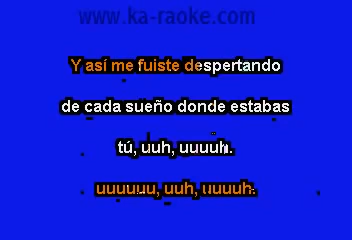 www.ka-raoke.com
Y así me fuiste despertando
de cada sueño donde estabas
tú, uuh, uuuuh.
uuuuuu, uuh, uuuuh.